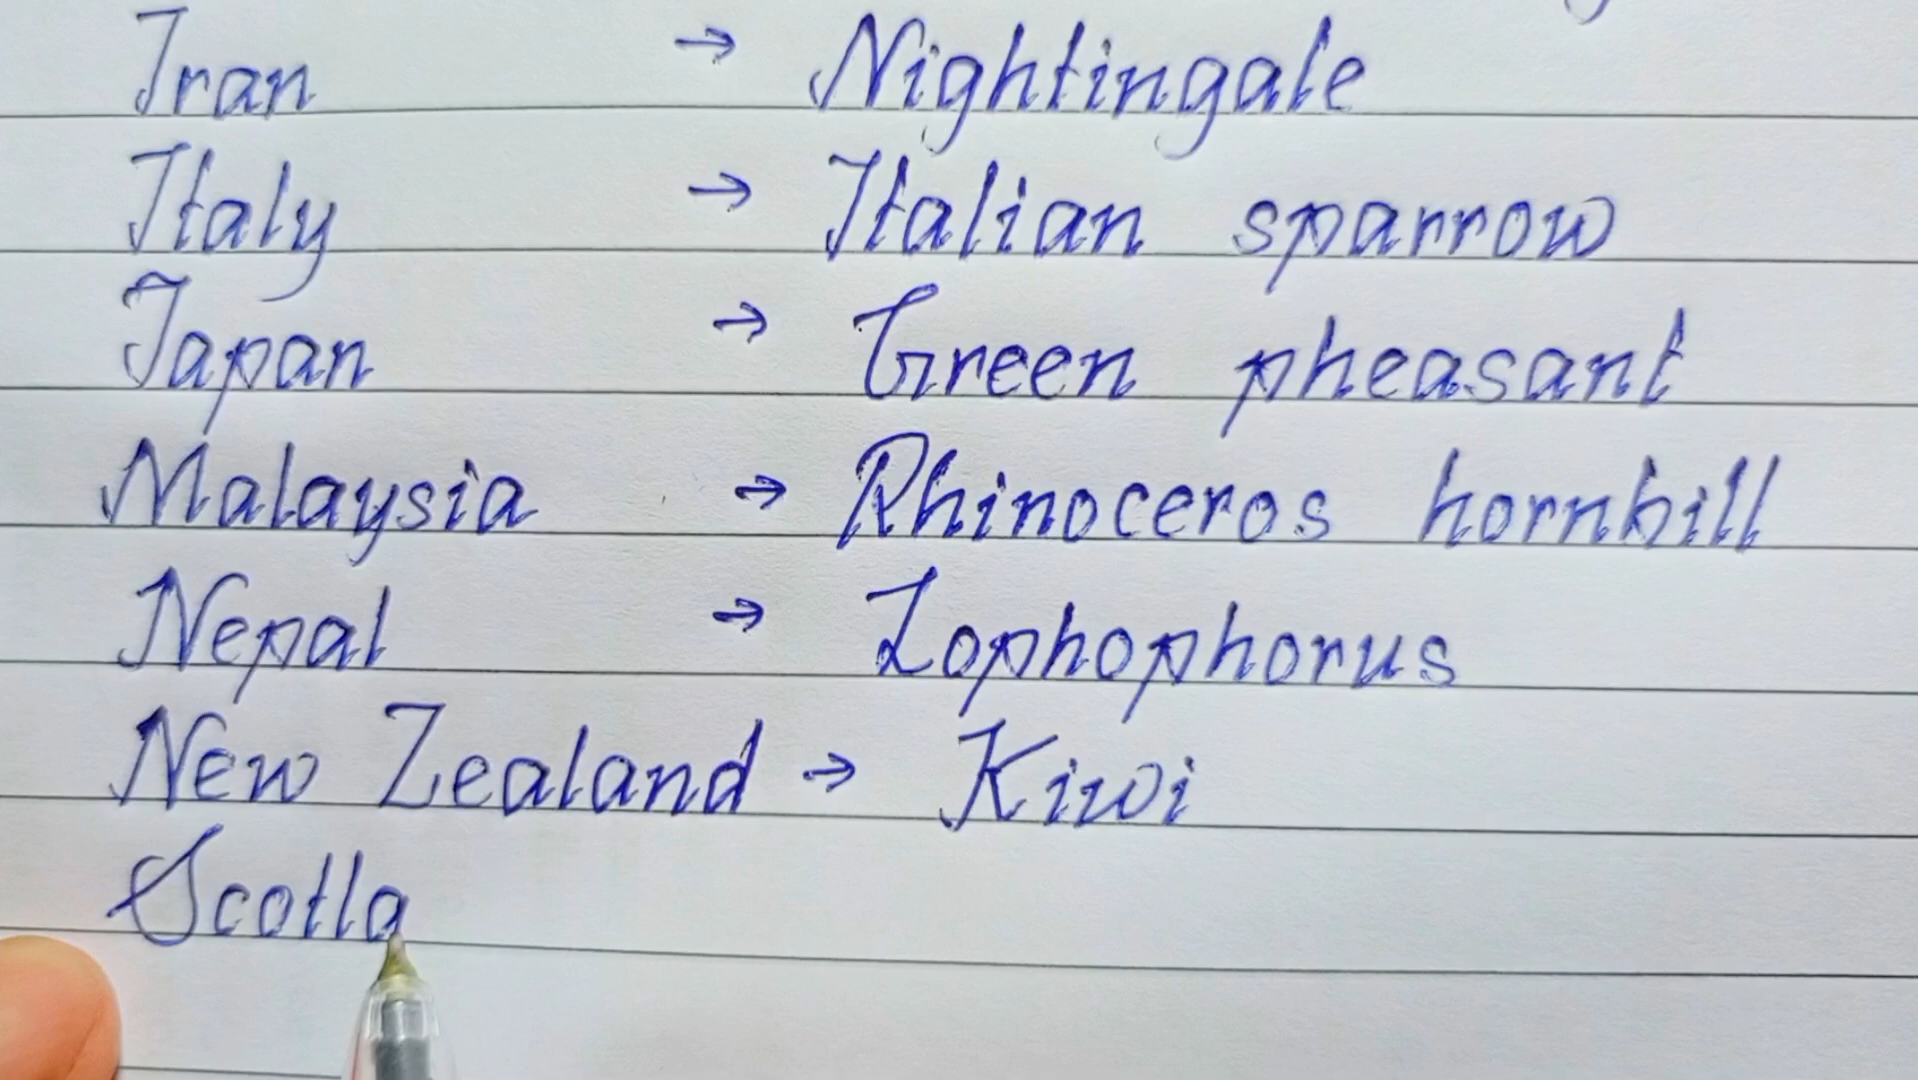 Iran → Nightingale
Italy → Italian sparrow
Japan → Green pheasant
Malaysia → Rhinoceros hornbill
Nepal → Lophophorus
New Zealand → Kiwi
Scotla